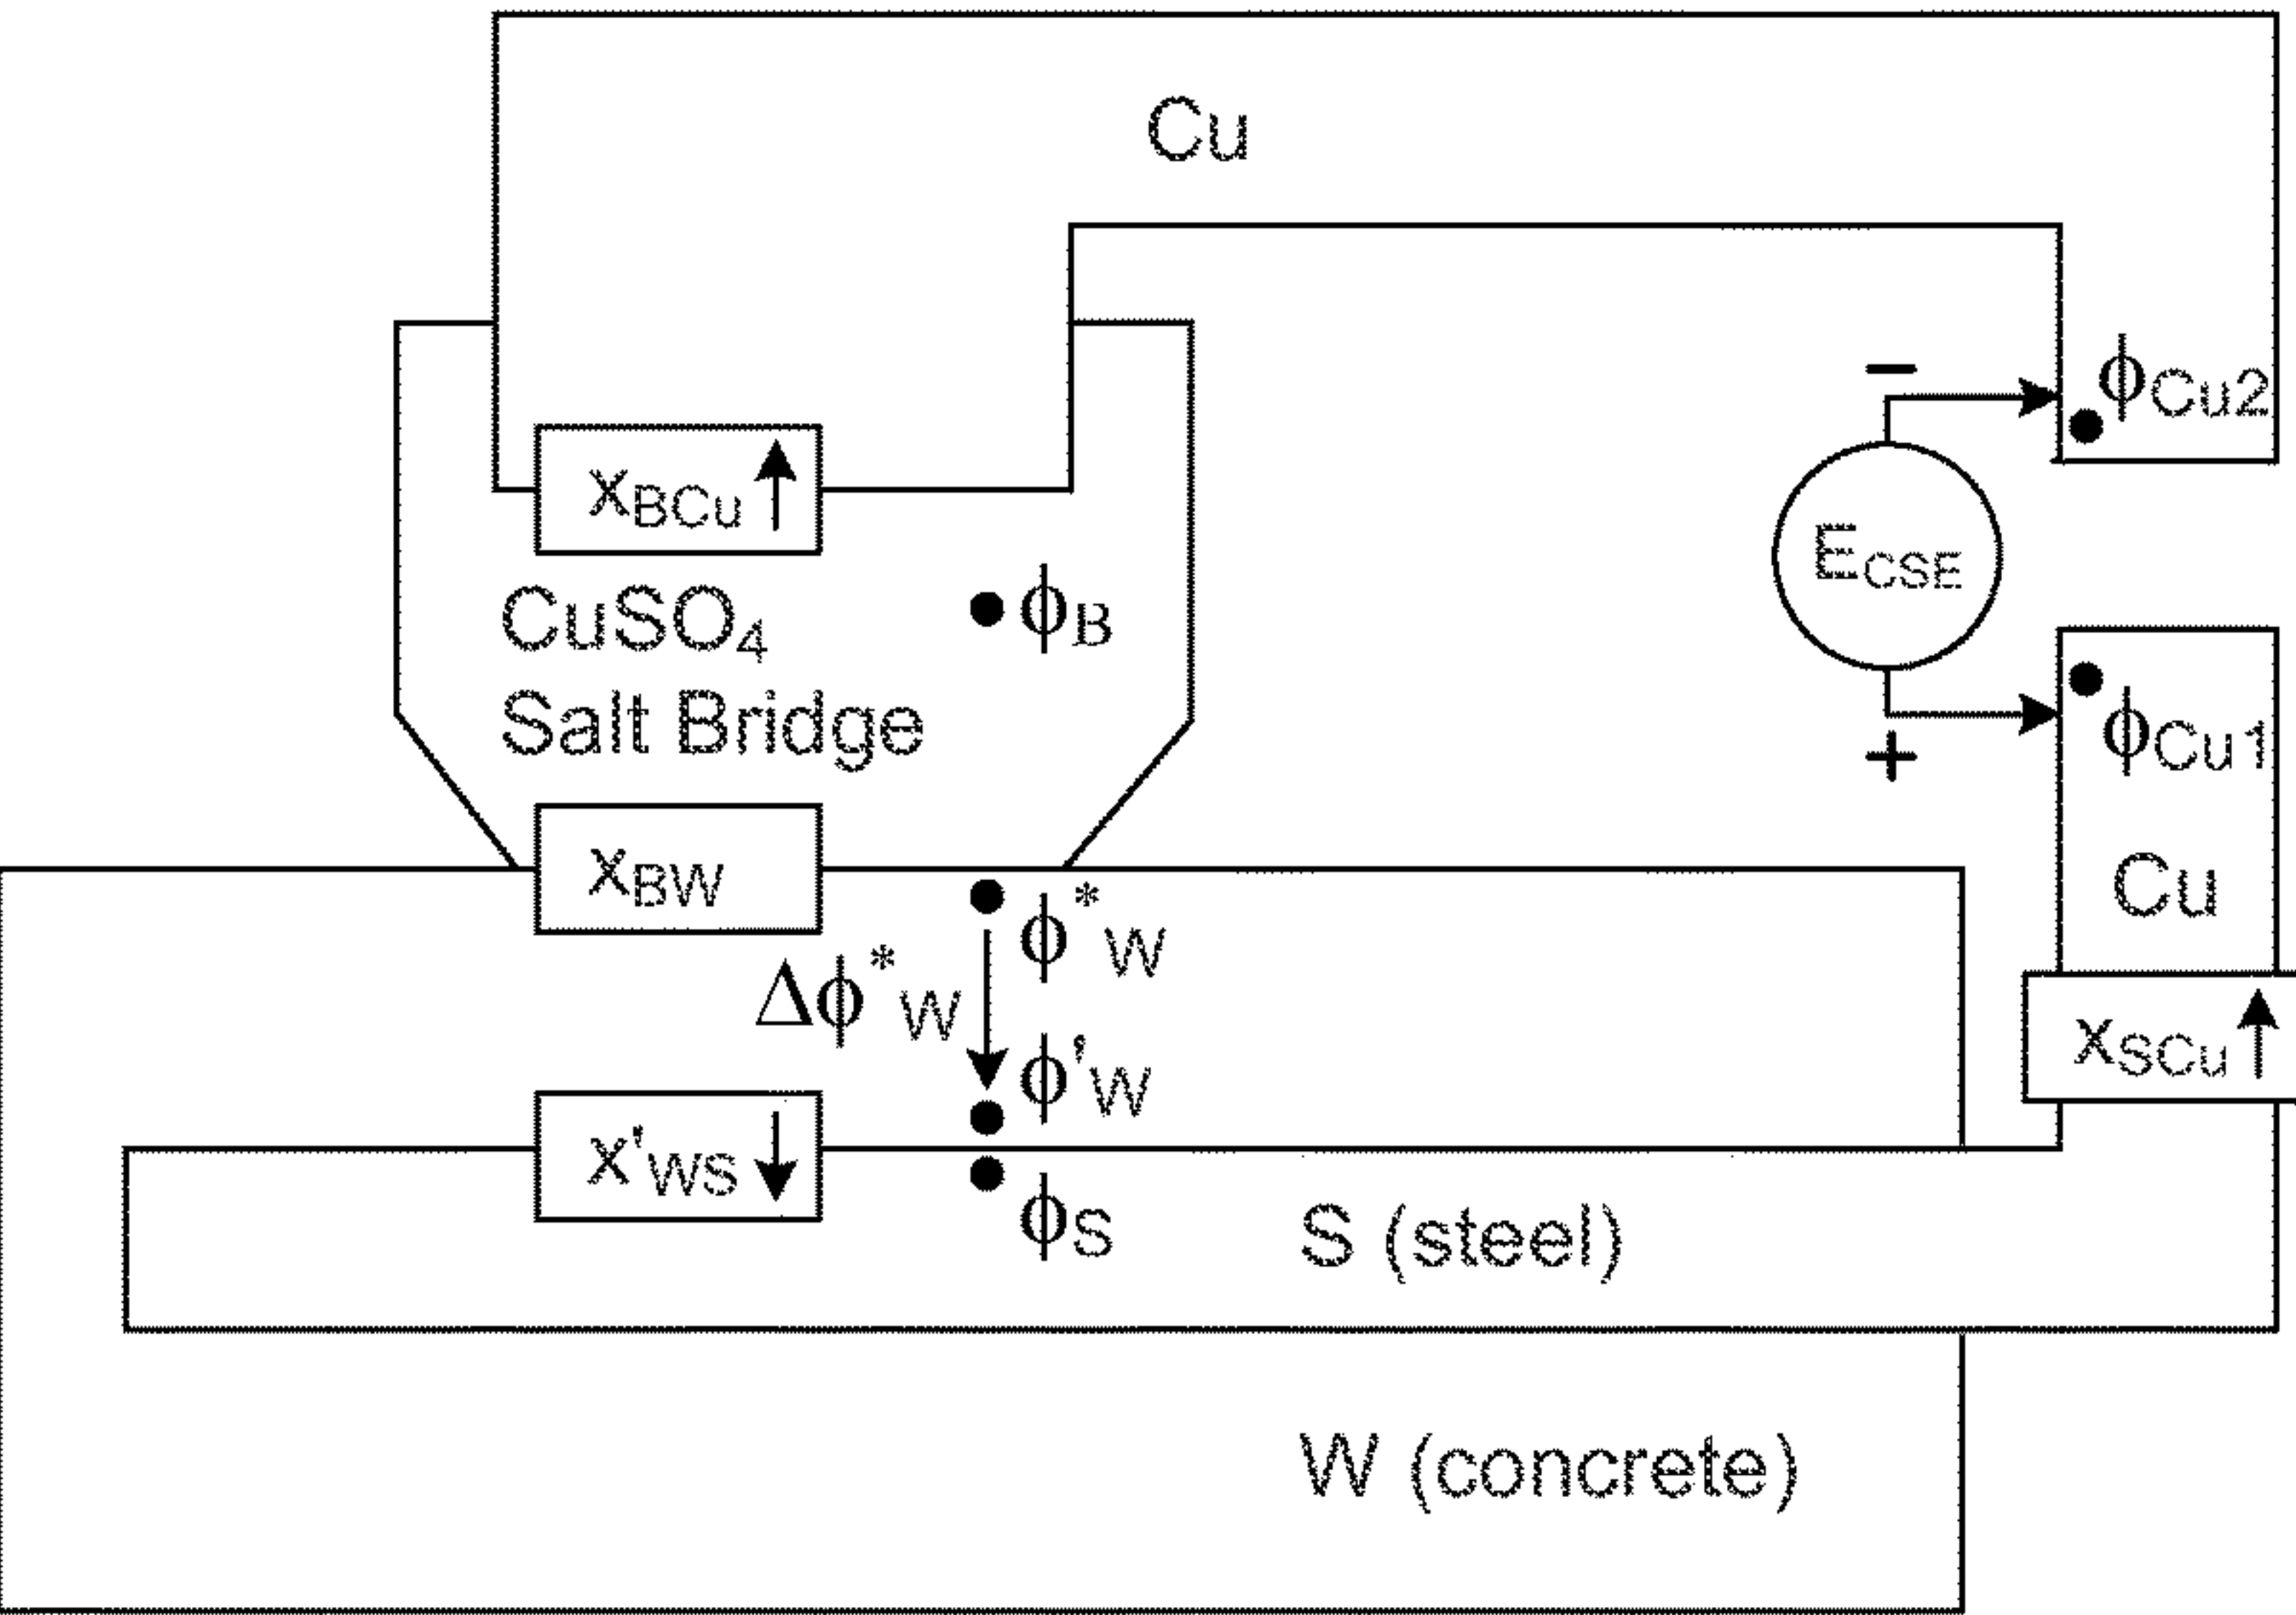 Cu
−
ϕCu2
xBCu ↑
ECSE
CuSO4
ϕB
Salt Bridge
+
ϕCu1
xBW
Cu
ϕ*W
Δϕ*W
ϕ'W
xSCu ↑
x'WS ↓
ϕS
S (steel)
W (concrete)